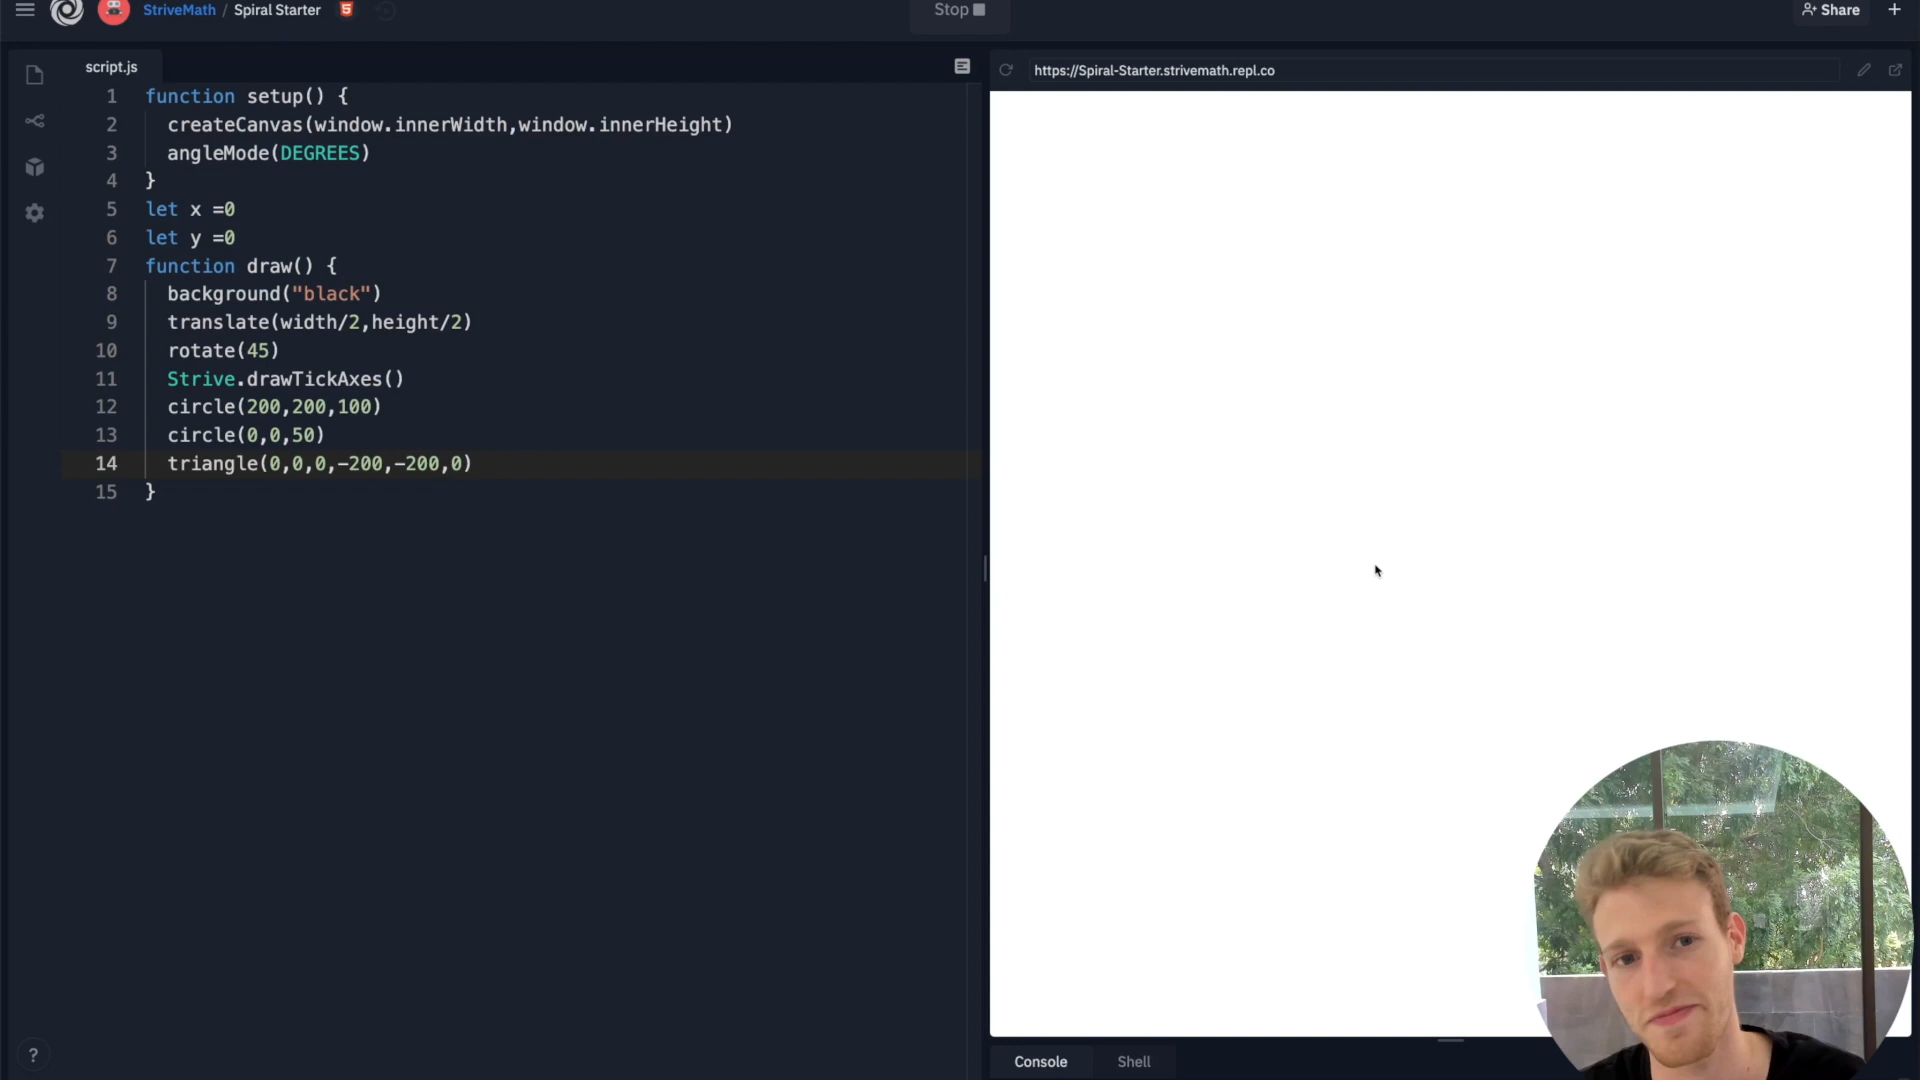 StriveMath / Spiral Starter
5
Stop
Share
script.js
https://Spiral-Starter.strivemath.repl.co
1 function setup() {
2 createCanvas(window.innerWidth,window.innerHeight)
3 angleMode(DEGREES)
4 }
5 let x =0
6 let y =0
7 function draw() {
8 background("black")
9 translate(width/2,height/2)
10 rotate(45)
11 Strive.drawTickAxes()
12 circle(200,200,100)
13 circle(0,0,50)
14 triangle(0,0,0,-200,-200,0)
15 }
?
Console Shell